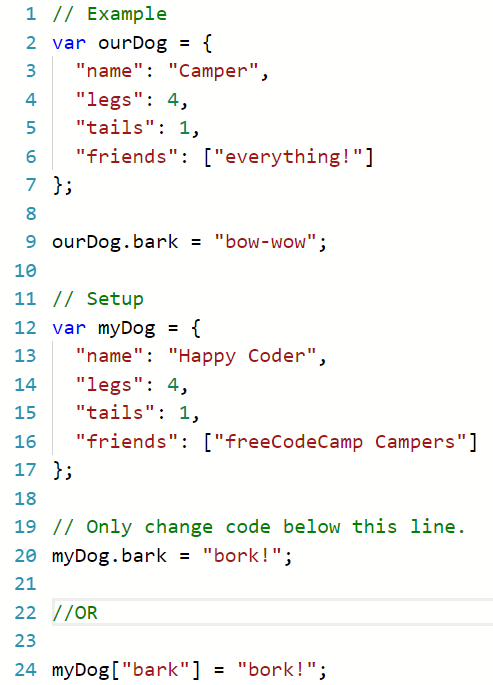 1 // Example
2 var ourDog = {
3   "name": "Camper",
4   "legs": 4,
5   "tails": 1,
6   "friends": ["everything!"]
7 };
8
9 ourDog.bark = "bow-wow";
10
11 // Setup
12 var myDog = {
13   "name": "Happy Coder",
14   "legs": 4,
15   "tails": 1,
16   "friends": ["freeCodeCamp Campers"]
17 };
18
19 // Only change code below this line.
20 myDog.bark = "bork!";
21
22 //OR
23
24 myDog["bark"] = "bork!";